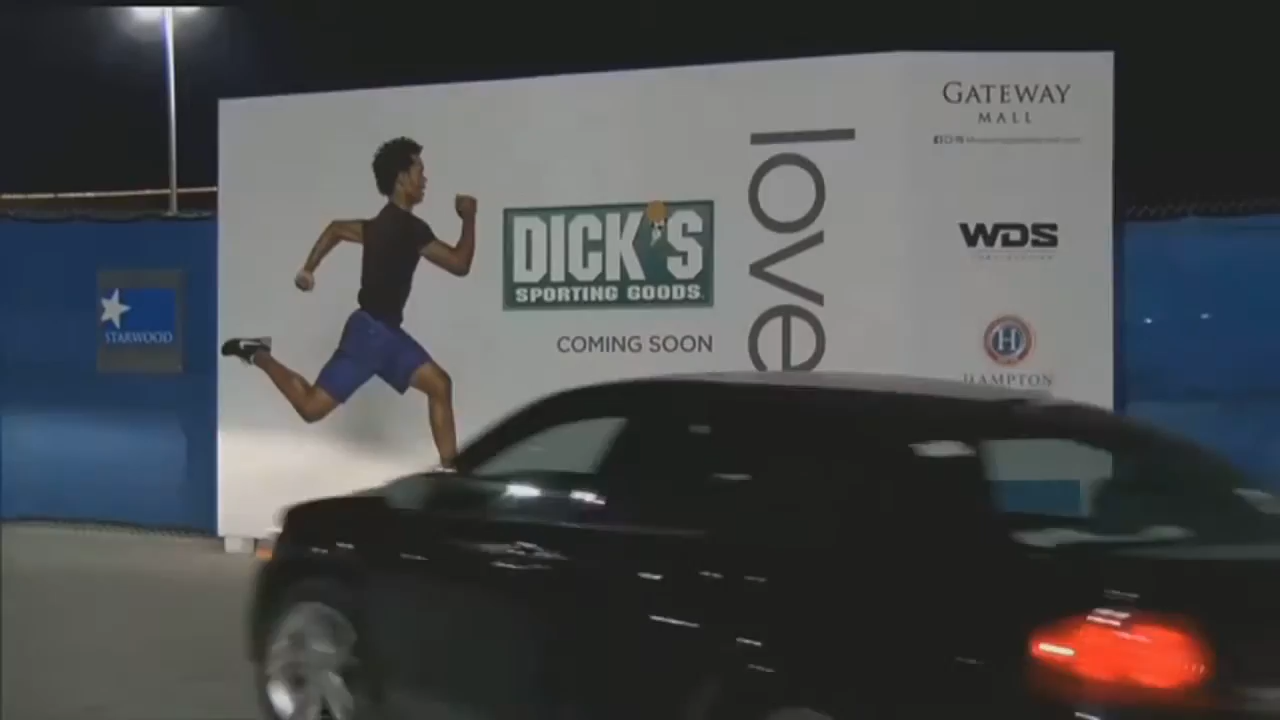 STARWOOD
DICK'S
SPORTING GOODS
COMING SOON
love
GATEWAY
MALL
WDS
H
HAMPTON